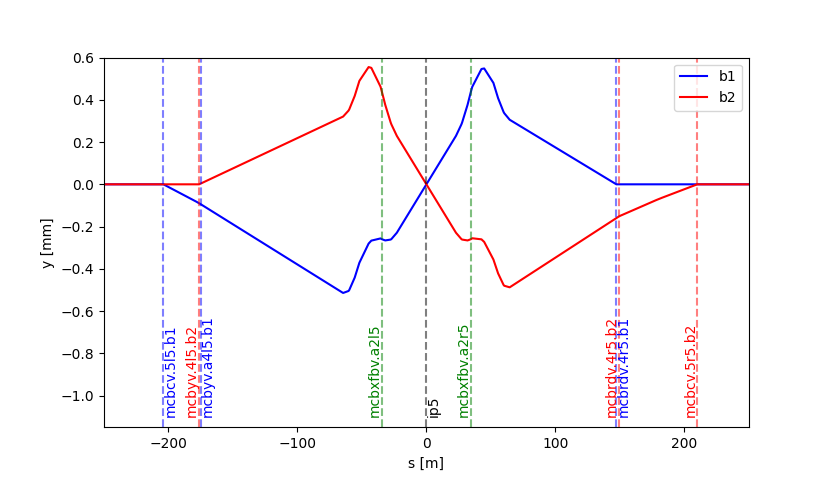 0.6
0.4
0.2
0.0
−0.2
−0.4
−0.6
−0.8
−1.0
y [mm]
b1
b2
mcbcv.5l5.b1
mcbyv.4l5.b2
mcbyv.a4l5.b1
mcbxfbv.a2l5
ip5
mcbxfbv.a2r5
mcbrdv.4r5.b2
mcbrdv.4r5.b1
mcbcv.5r5.b2
−200
−100
0
100
200
s [m]